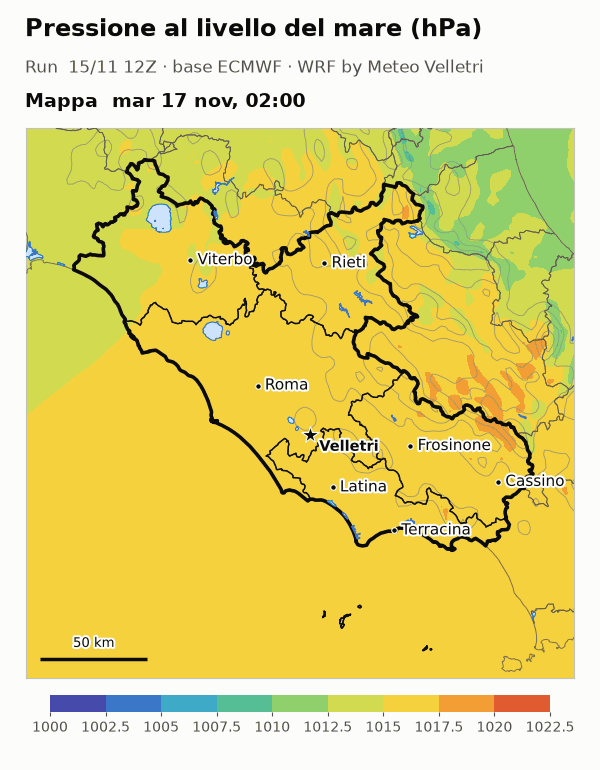 Pressione al livello del mare (hPa)
Run  15/11 12Z · base ECMWF · WRF by Meteo Velletri
Mappa  mar 17 nov, 02:00
Viterbo
Rieti
Roma
Velletri
Frosinone
Latina
Cassino
Terracina
50 km
1000 1002.5 1005 1007.5 1010 1012.5 1015 1017.5 1020 1022.5